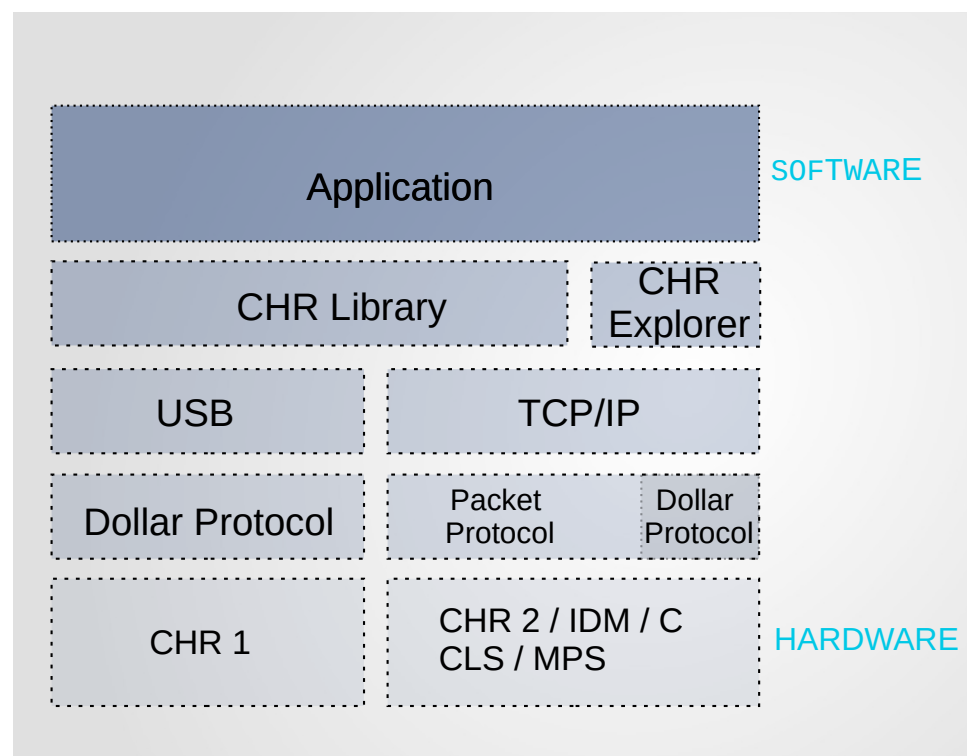 Application
SOFTWARE
CHR Library
CHR
Explorer
USB
TCP/IP
Dollar Protocol
Packet
Protocol
Dollar
Protocol
CHR 1
CHR 2 / IDM / C
CLS / MPS
HARDWARE